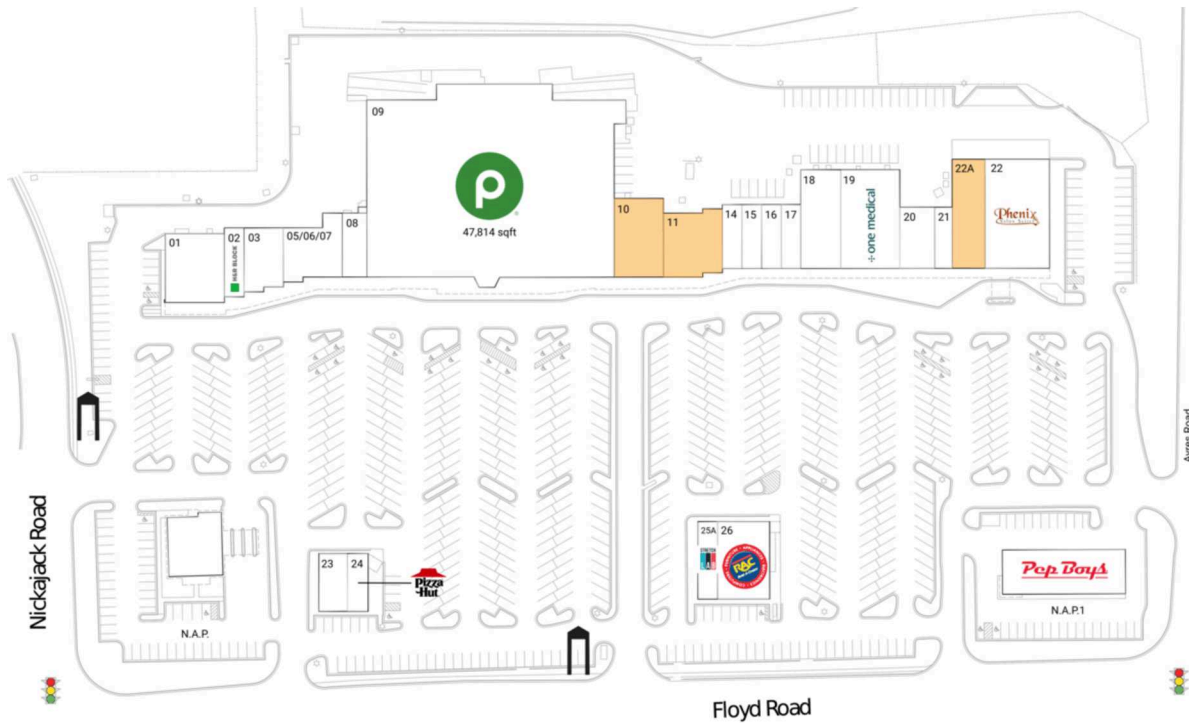 09
47,814 sqft
10
11
01
02
H&R BLOCK
03
05/06/07
08
14
15
16
17
18
19
one medical
20
21
22A
22
Phenix
Ayres Road
Nickajack Road
N.A.P.
23
24
Pizza
Hut
25A
26
RAC
Pep Boys
N.A.P.1
Floyd Road